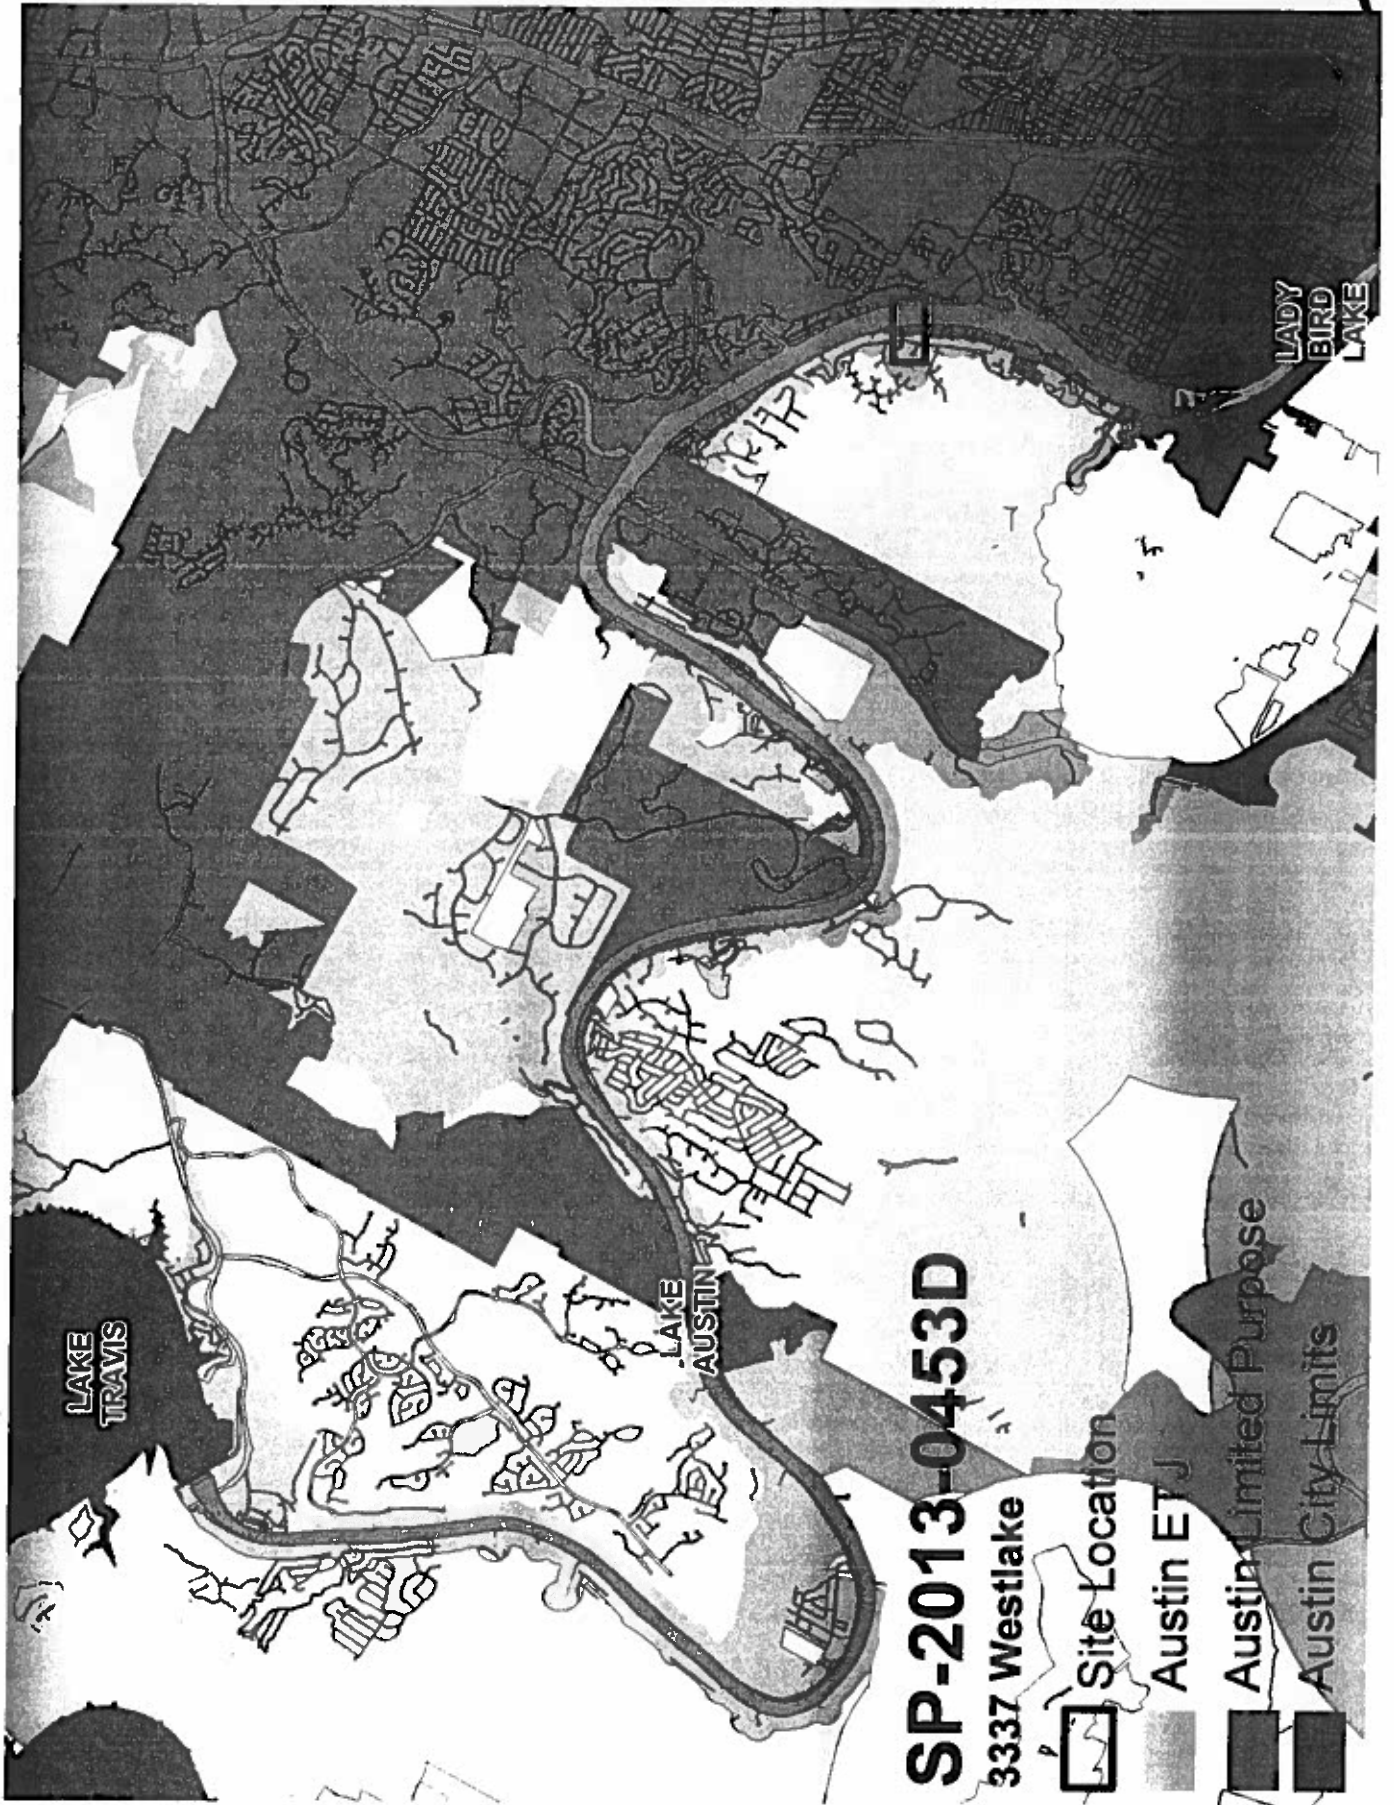 LAKE
TRAVIS
LAKE
AUSTIN
LADY
BIRD
LAKE
SP-2013-0453D
3337 Westlake
Site Location
Austin ETJ
Austin Limited Purpose
Austin City Limits